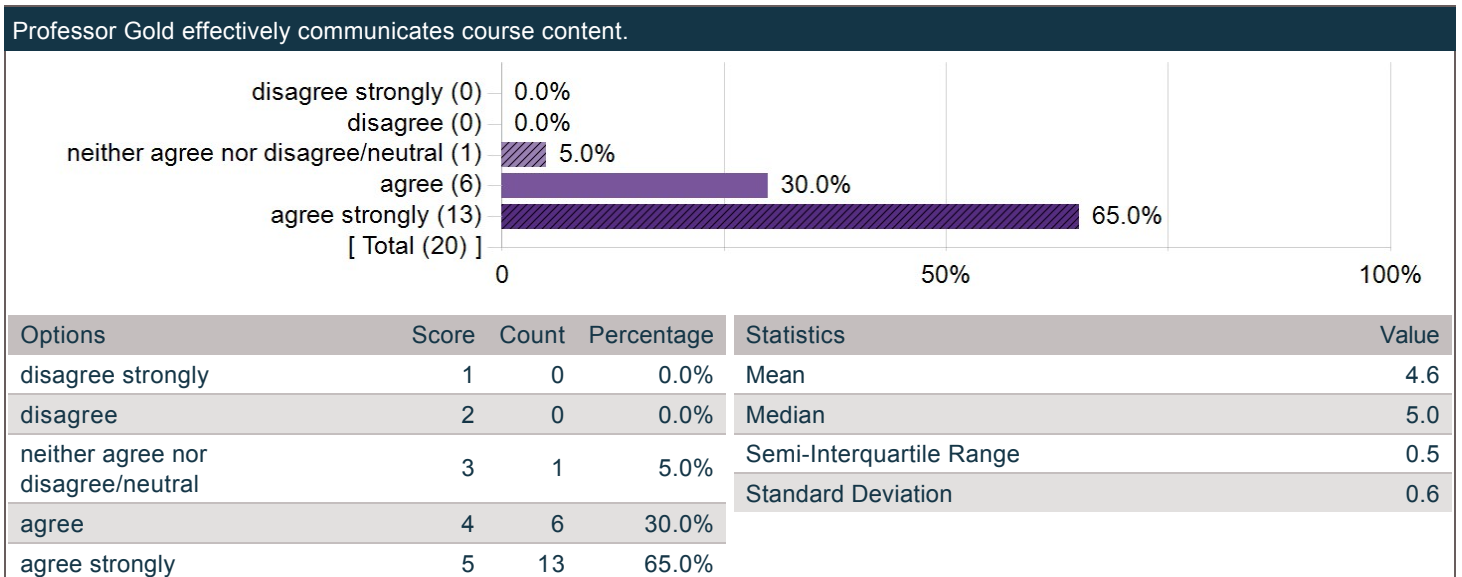 Professor Gold effectively communicates course content.
disagree strongly (0) 0.0%
disagree (0) 0.0%
neither agree nor disagree/neutral (1) 5.0%
agree (6) 30.0%
agree strongly (13) 65.0%
[ Total (20) ]
0 50% 100%
Options Score Count Percentage
disagree strongly 1 0 0.0%
disagree 2 0 0.0%
neither agree nor
disagree/neutral 3 1 5.0%
agree 4 6 30.0%
agree strongly 5 13 65.0%
Statistics Value
Mean 4.6
Median 5.0
Semi-Interquartile Range 0.5
Standard Deviation 0.6